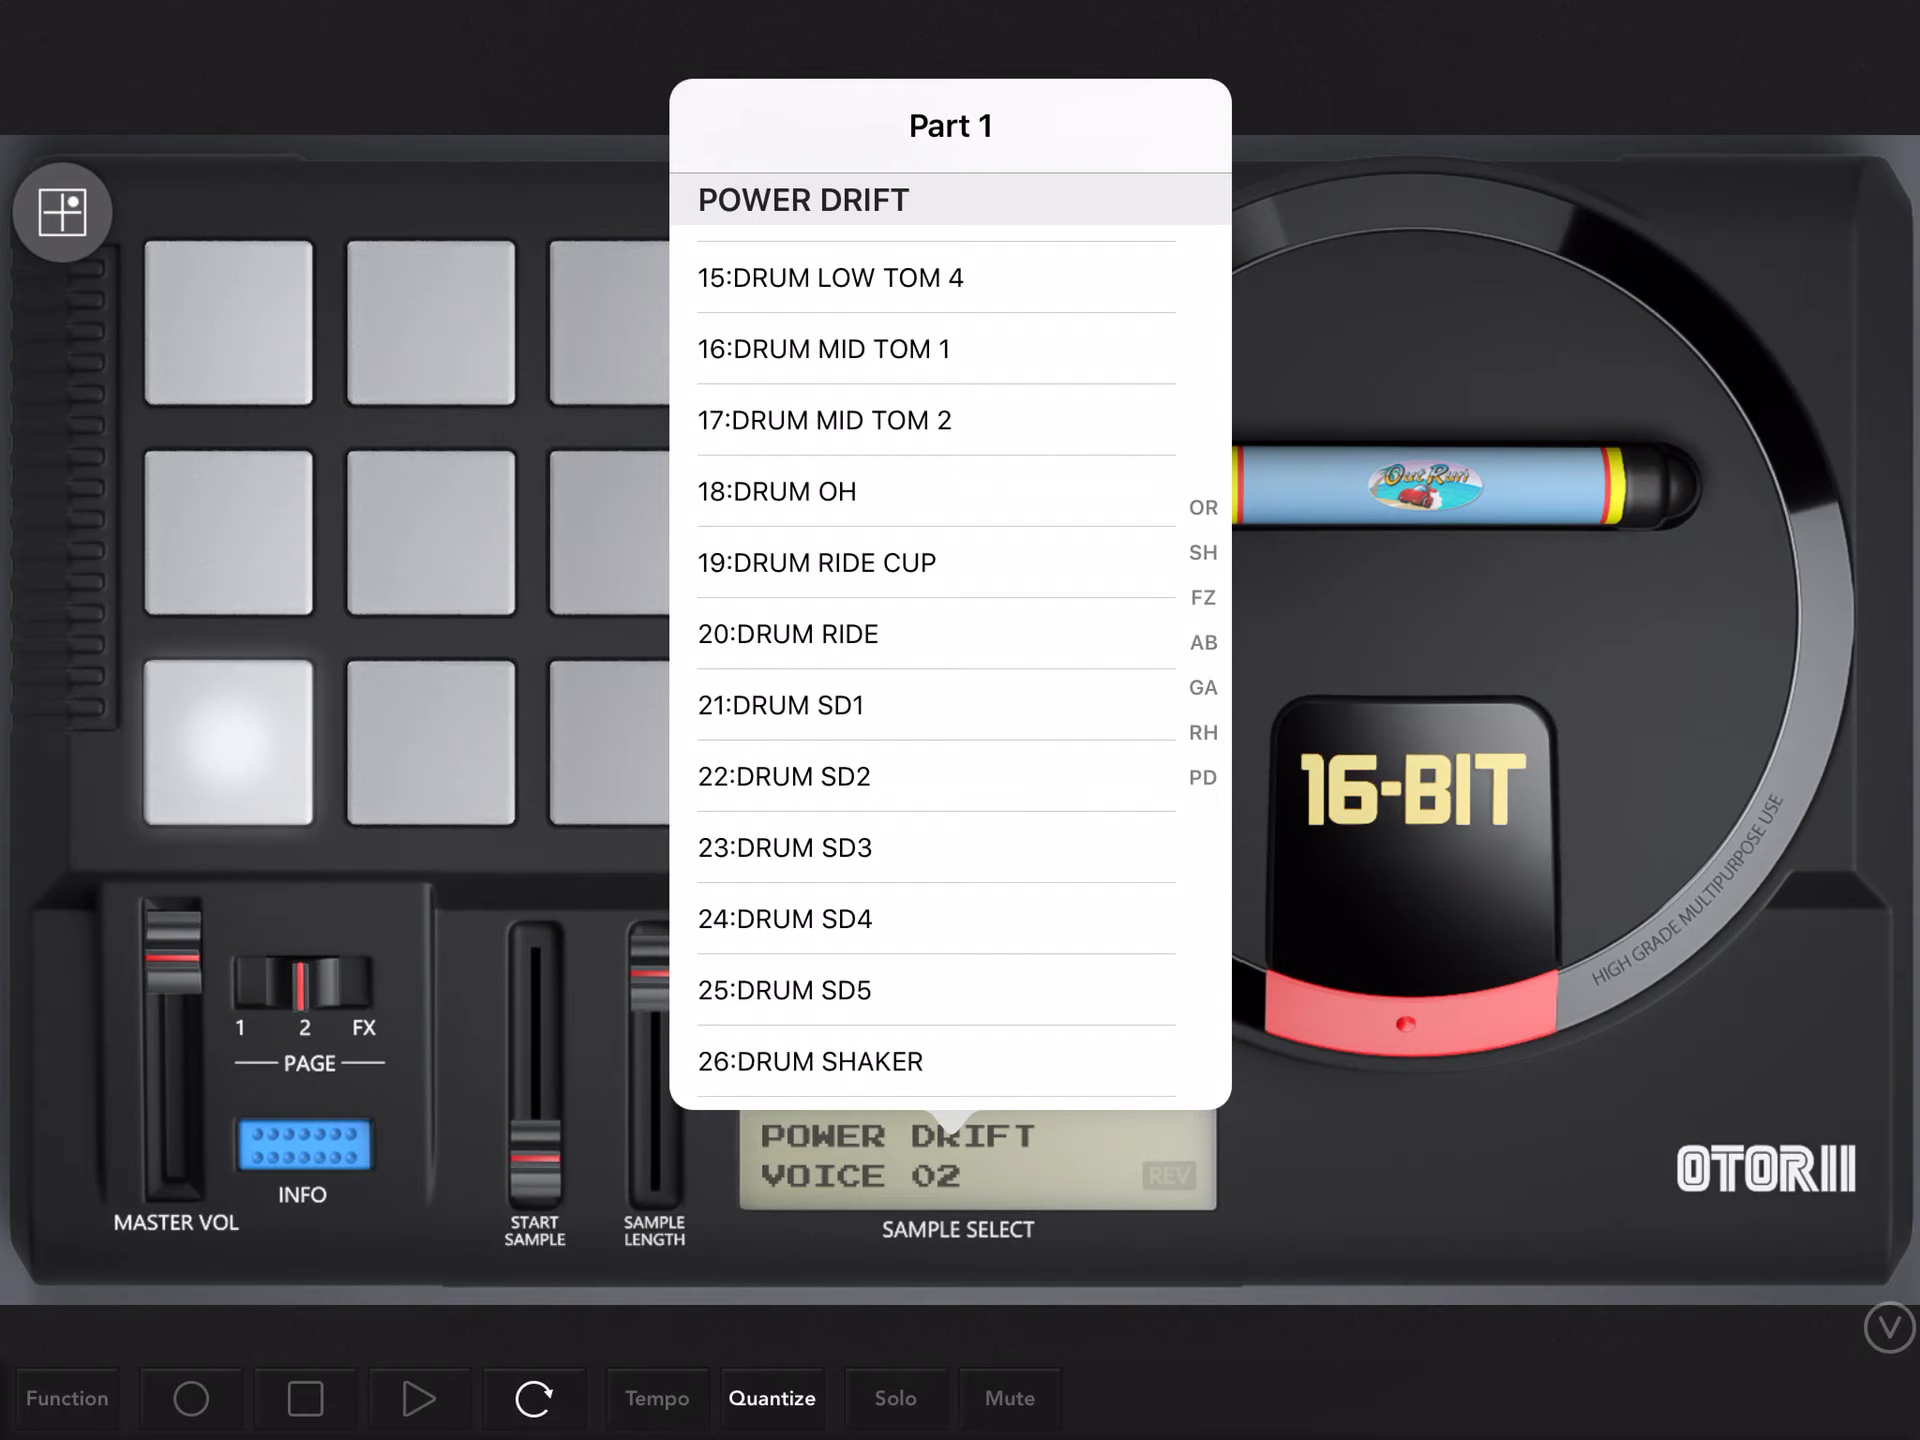 Part 1
POWER DRIFT
15:DRUM LOW TOM 4
16:DRUM MID TOM 1
17:DRUM MID TOM 2
18:DRUM OH
19:DRUM RIDE CUP
20:DRUM RIDE
21:DRUM SD1
22:DRUM SD2
23:DRUM SD3
24:DRUM SD4
25:DRUM SD5
26:DRUM SHAKER
OR
SH
FZ
AB
GA
RH
PD
OutRun
16-BIT
HIGH GRADE MULTIPURPOSE USE
1 2 FX
PAGE
INFO
MASTER VOL
START
SAMPLE
SAMPLE
LENGTH
POWER DRIFT
VOICE 02
REV
SAMPLE SELECT
OTORII
V
Function
Tempo
Quantize
Solo
Mute